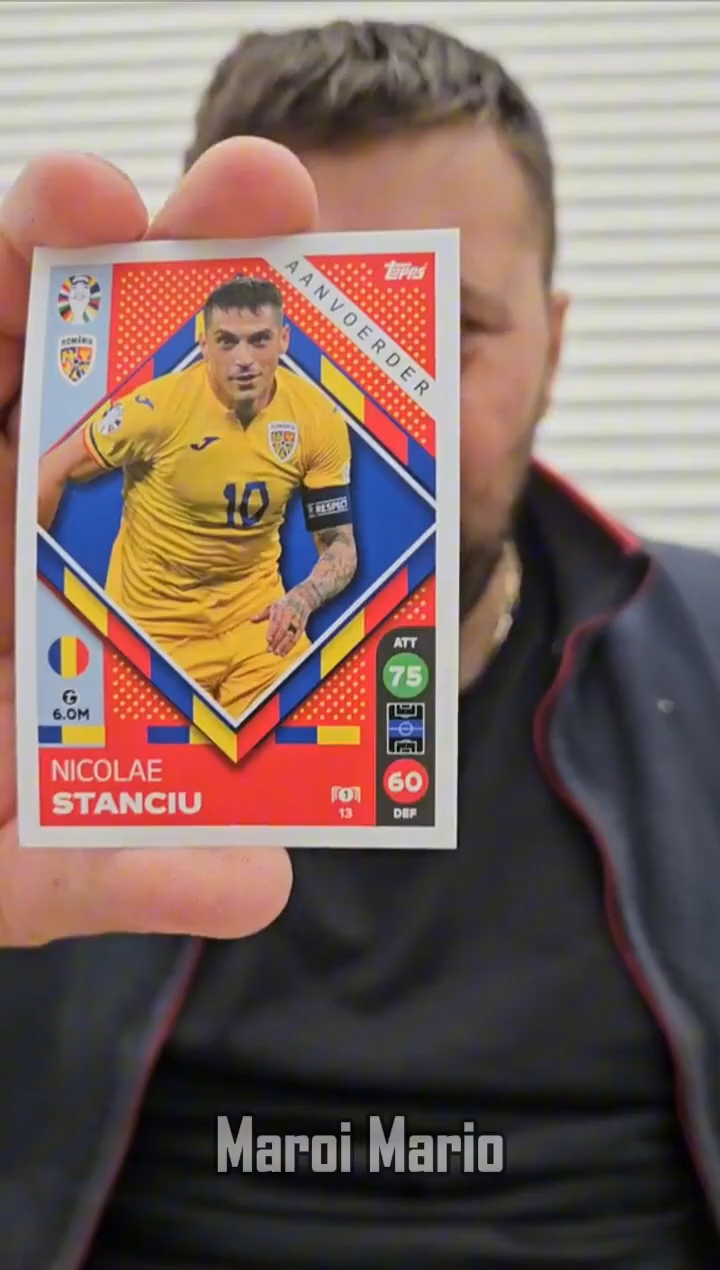 AANVOERDER
Topps
ROMÂNIA
10
RESPECT
6.0M
ATT
75
60
DEF
NICOLAE
STANCIU
1
13
Maroi Mario